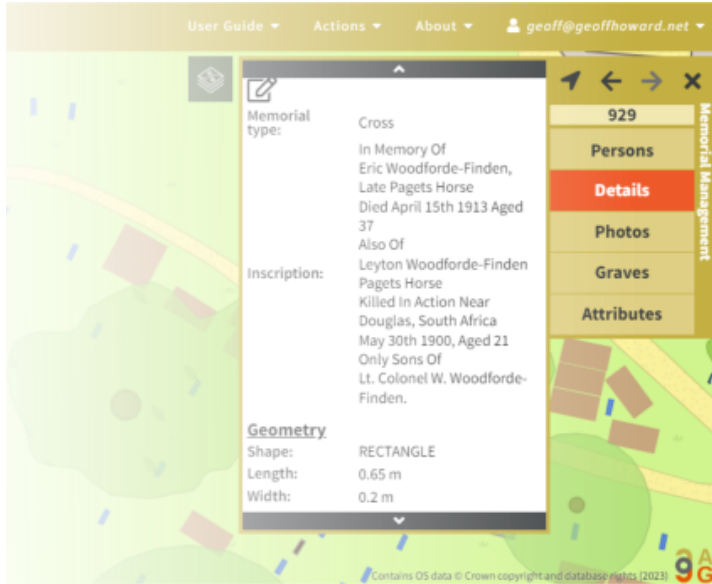 User Guide Actions About geoff@geoffhoward.net
Memorial type: Cross
Inscription: In Memory Of
Eric Woodforde-Finden,
Late Pagets Horse
Died April 15th 1913 Aged
37
Also Of
Leyton Woodforde-Finden
Pagets Horse
Killed In Action Near
Douglas, South Africa
May 30th 1900, Aged 21
Only Sons Of
Lt. Colonel W. Woodforde-
Finden.
Geometry
Shape: RECTANGLE
Length: 0.65 m
Width: 0.2 m
929
Persons
Details
Photos
Graves
Attributes
Memorial Management
Contains OS data © Crown copyright and database rights (2023)
A
g G